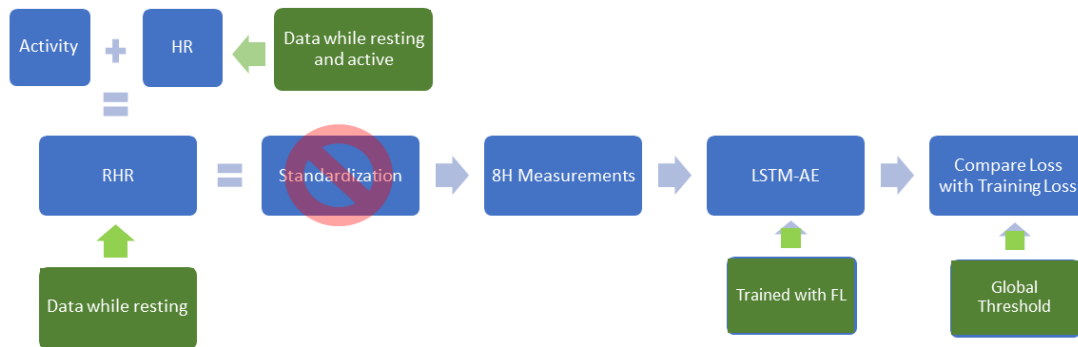 Activity
HR
Data while resting
and active
RHR
Standardization
8H Measurements
LSTM-AE
Compare Loss
with Training Loss
Data while resting
Trained with FL
Global
Threshold